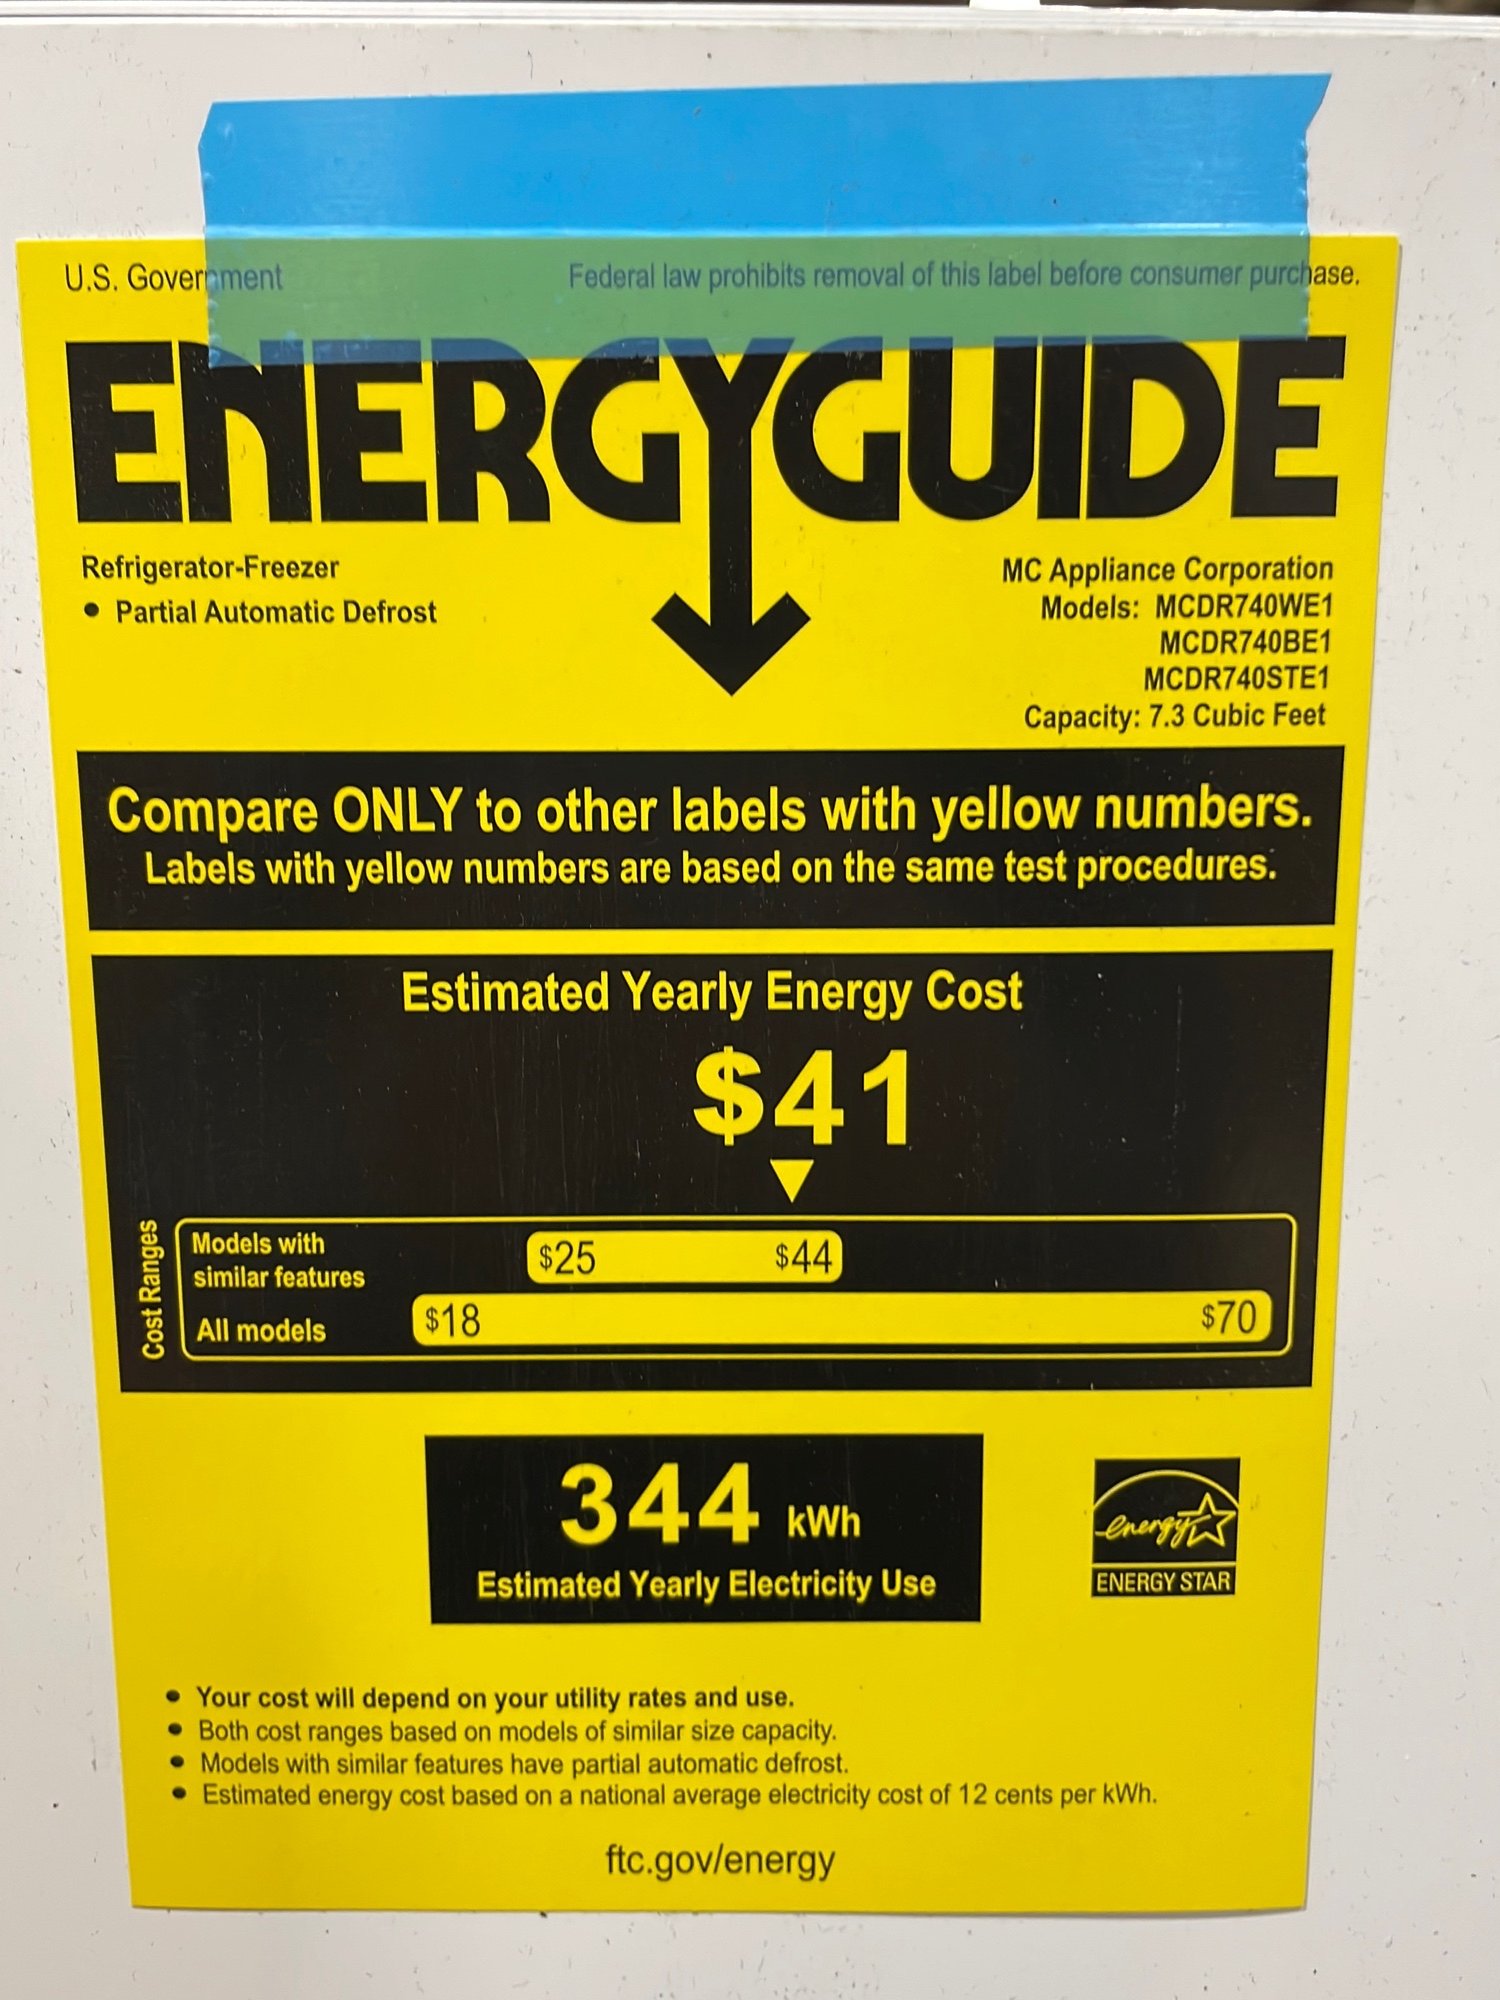 U.S. Government
Federal law prohibits removal of this label before consumer purchase.
ENERGYGUIDE
Refrigerator-Freezer
• Partial Automatic Defrost
MC Appliance Corporation
Models: MCDR740WE1
MCDR740BE1
MCDR740STE1
Capacity: 7.3 Cubic Feet
Compare ONLY to other labels with yellow numbers.
Labels with yellow numbers are based on the same test procedures.
Estimated Yearly Energy Cost
$41
Cost Ranges
Models with
similar features
$25
$44
All models
$18
$70
344 kWh
Estimated Yearly Electricity Use
energy
ENERGY STAR
• Your cost will depend on your utility rates and use.
• Both cost ranges based on models of similar size capacity.
• Models with similar features have partial automatic defrost.
• Estimated energy cost based on a national average electricity cost of 12 cents per kWh.
ftc.gov/energy